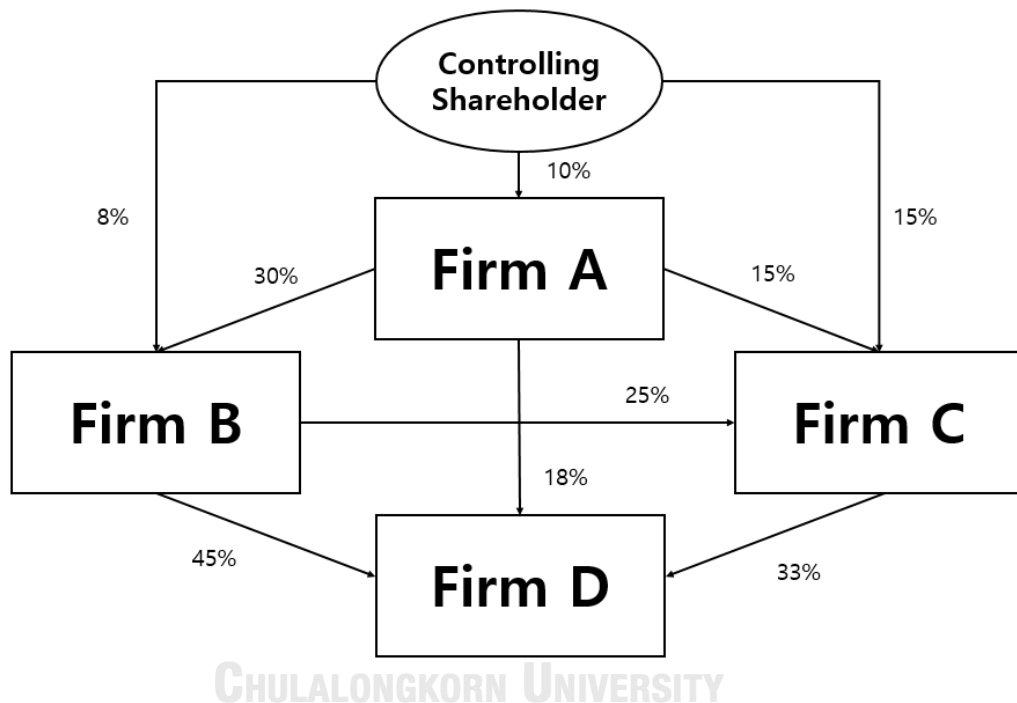 Controlling
Shareholder
10%
8%
15%
Firm A
30%
15%
Firm B
25%
Firm C
18%
45%
Firm D
33%
CHULALONGKORN UNIVERSITY